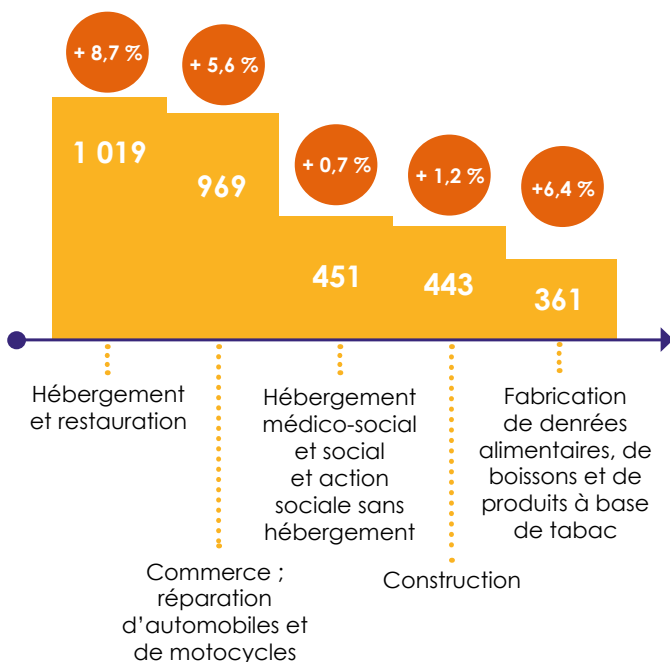 + 8,7 %
+ 5,6 %
+ 0,7 %
+ 1,2 %
+6,4 %
1 019
969
451
443
361
Hébergement
et restauration
Commerce ;
réparation
d’automobiles et
de motocycles
Hébergement
médico-social
et social
et action
sociale sans
hébergement
Construction
Fabrication
de denrées
alimentaires, de
boissons et de
produits à base
de tabac